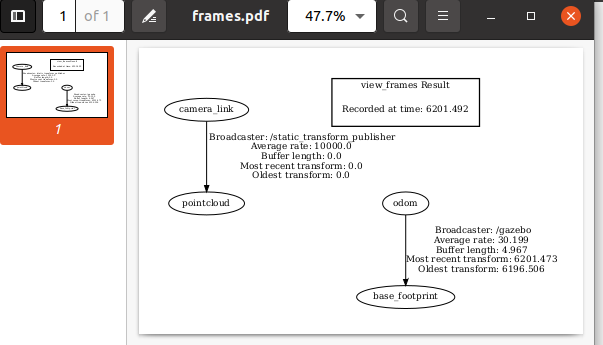 1 of 1
frames.pdf
47.7%
1
view_frames Result
Recorded at time: 6201.492
camera_link
Broadcaster: /static_transform_publisher
Average rate: 10000.0
Buffer length: 0.0
Most recent transform: 0.0
Oldest transform: 0.0
pointcloud
odom
Broadcaster: /gazebo
Average rate: 30.199
Buffer length: 4.967
Most recent transform: 6201.473
Oldest transform: 6196.506
base_footprint